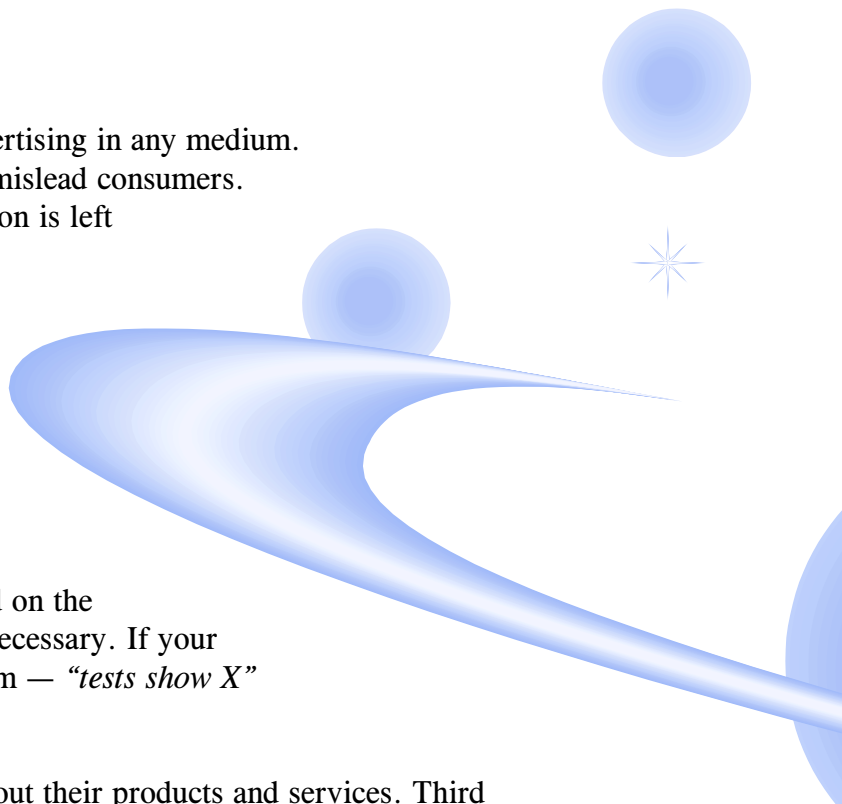 ertising in any medium.
mislead consumers.
on is left
on the
ecessary. If your
m — “tests show X”
out their products and services. Third